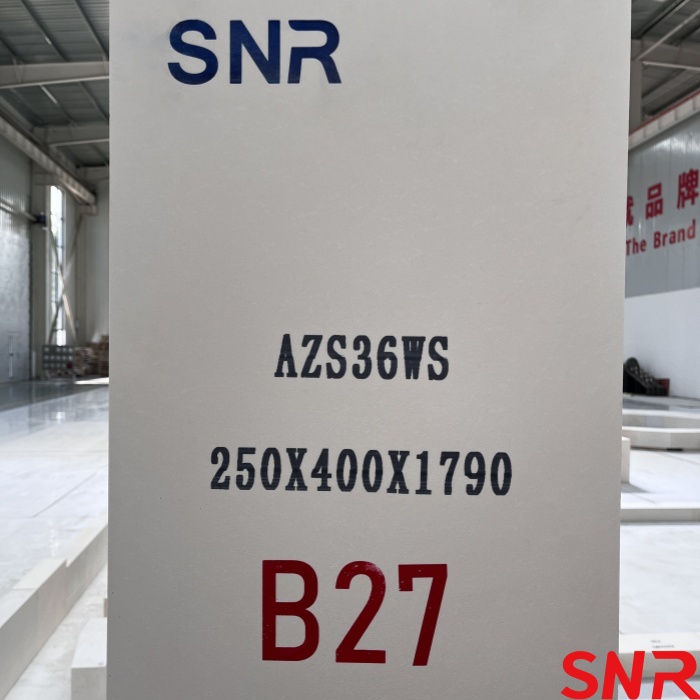 SNR
品牌
The Brand
AZS36WS
250X400X1790
B27
SNR